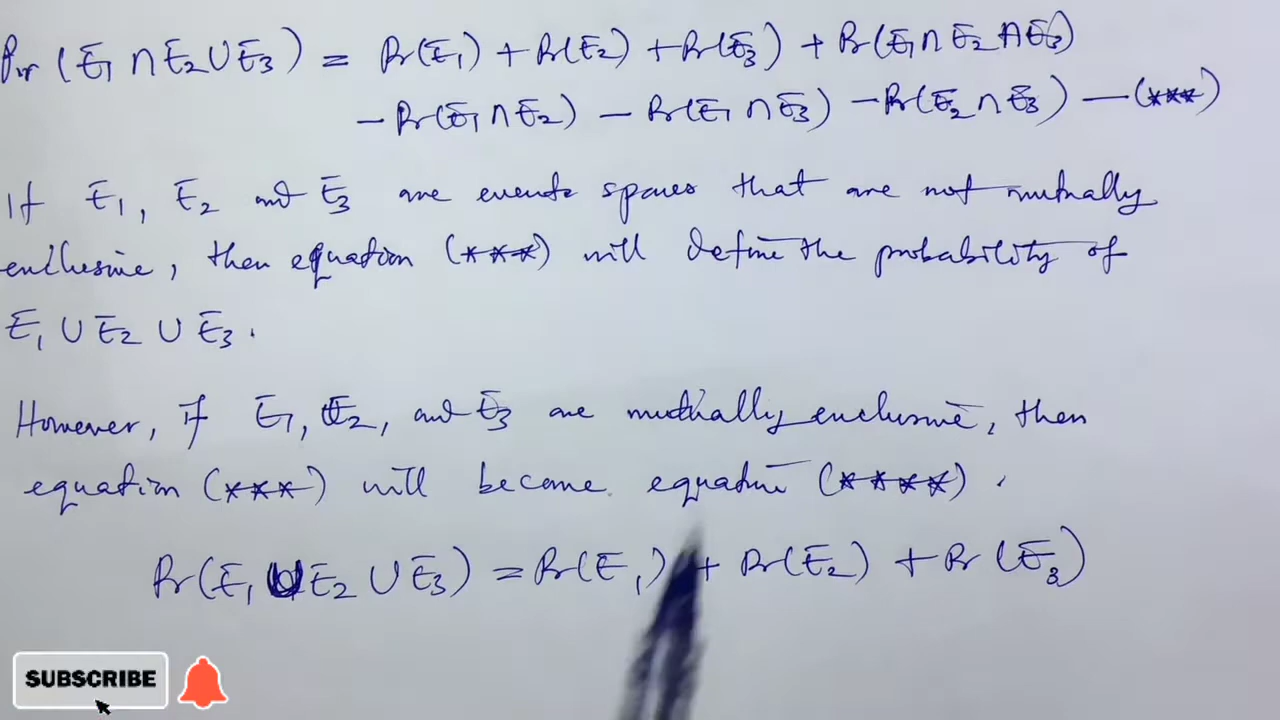 Pr (E1 ∩ E2 ∪ E3) = Pr(E1) + Pr(E2) + Pr(E3) + Pr(E1 ∩ E2 ∩ E3)
- Pr(E1 ∩ E2) - Pr(E1 ∩ E3) - Pr(E2 ∩ E3) — (***)
If E1, E2 and E3 are events spaces that are not mutually
exclusive, then equation (***) will define the probability of
E1 ∪ E2 ∪ E3.
However, if E1, E2, and E3 are mutually exclusive, then
equation (***) will become equation (****).
Pr(E1 ∪ E2 ∪ E3) = Pr(E1) + Pr(E2) + Pr(E3)
SUBSCRIBE